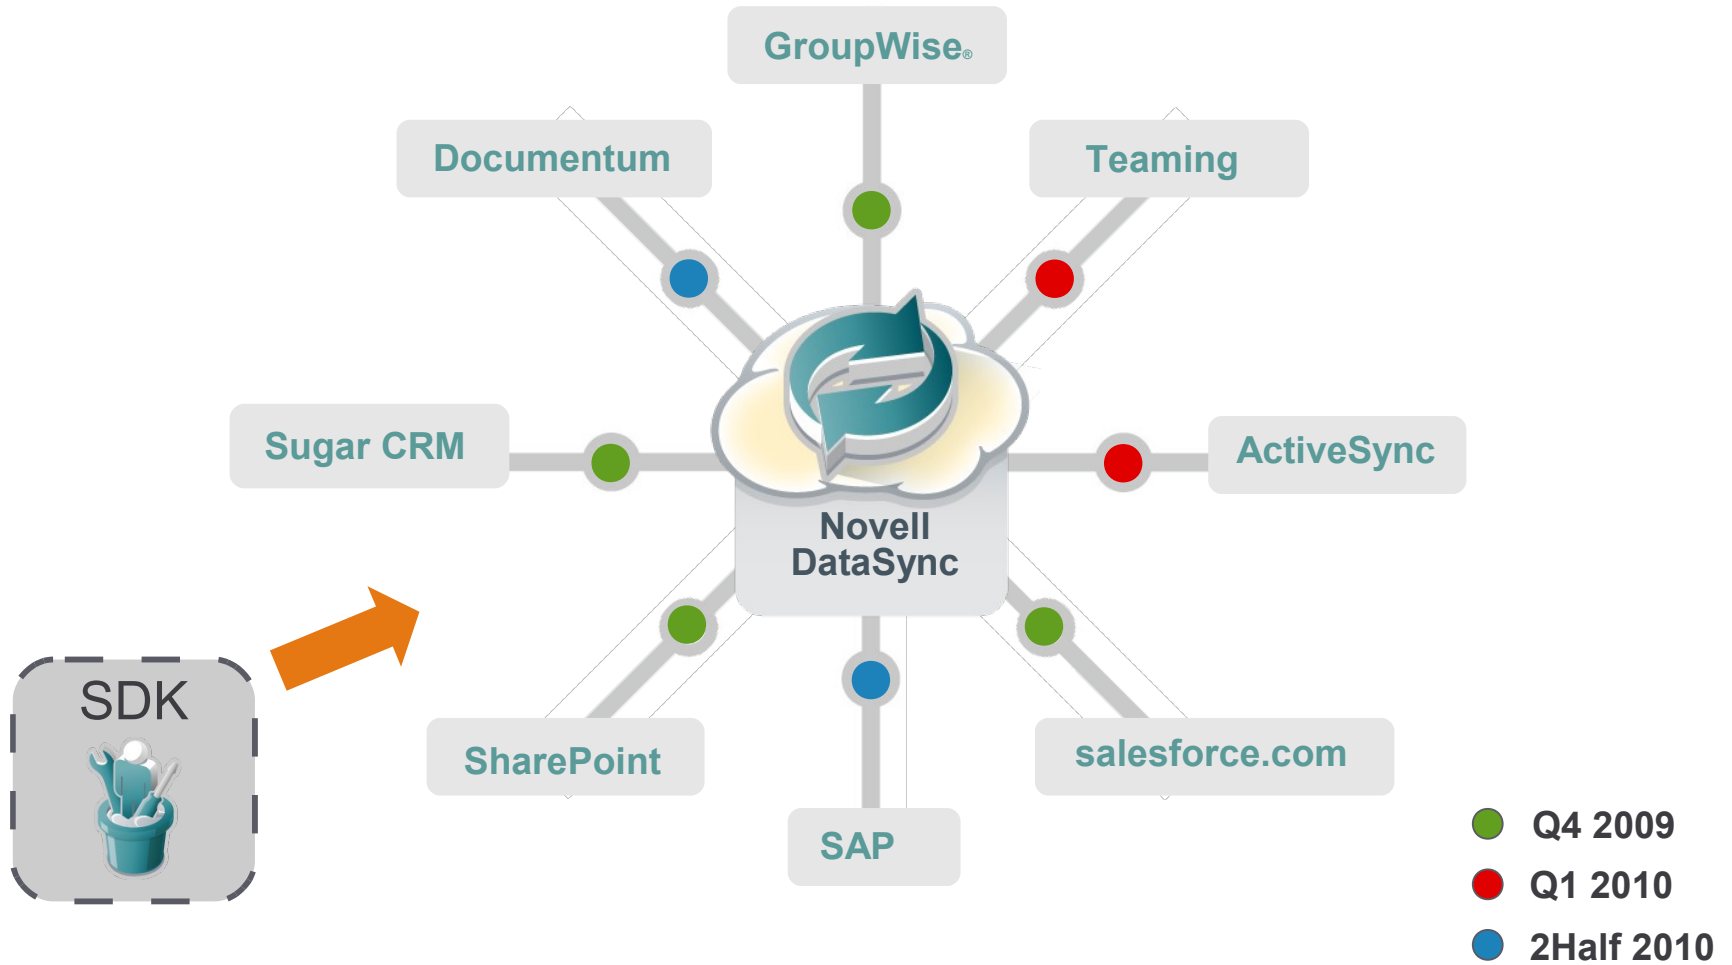 GroupWise®
Documentum
Teaming
Sugar CRM
ActiveSync
Novell
DataSync
SDK
SharePoint
salesforce.com
SAP
Q4 2009
Q1 2010
2Half 2010